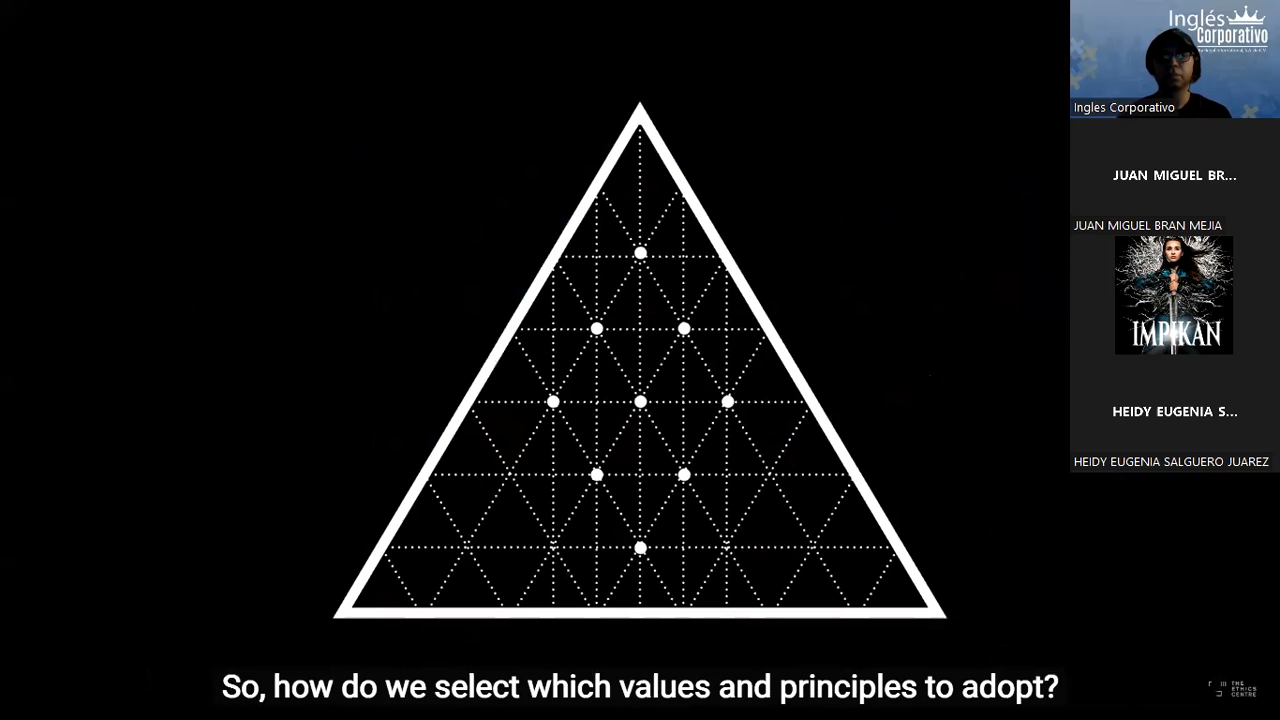 Inglés
Corporativo
Ingles Corporativo
JUAN MIGUEL BR...
JUAN MIGUEL BRAN MEJIA
IMPIKAN
HEIDY EUGENIA S...
HEIDY EUGENIA SALGUERO JUAREZ
So, how do we select which values and principles to adopt?
THE
ETHICS
CENTRE